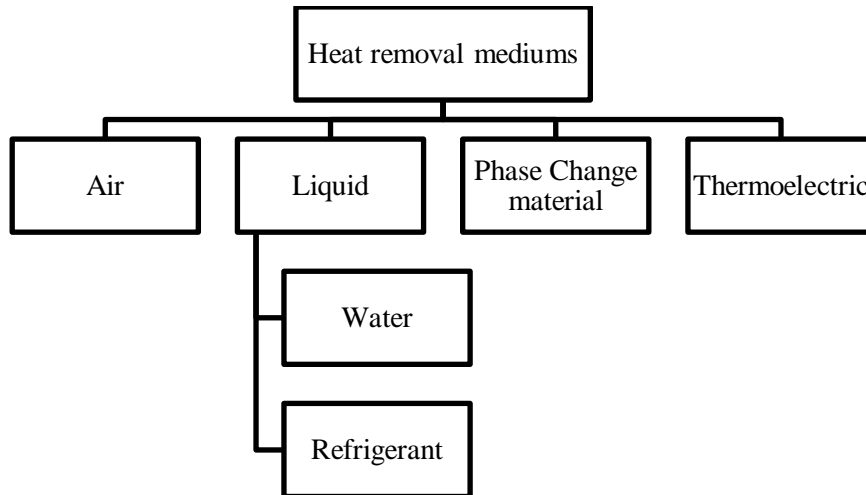 Heat removal mediums
Air
Liquid
Phase Change
material
Thermoelectric
Water
Refrigerant